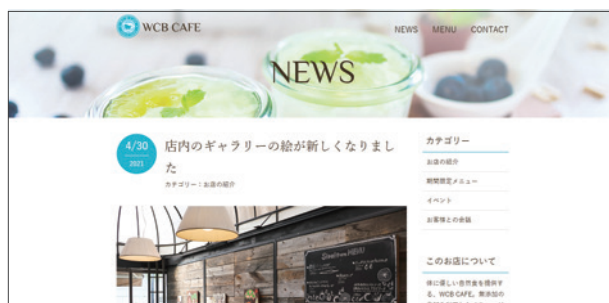 WCB CAFE
NEWS MENU CONTACT
NEWS
4/30
2021
店内のギャラリーの絵が新しくなりまし
た
カテゴリー：お店の紹介
カテゴリー
お店の紹介
期間限定メニュー
イベント
お客様との会話
このお店について
体に優しい自然食を提供す
る、WCB CAFE。無添加の